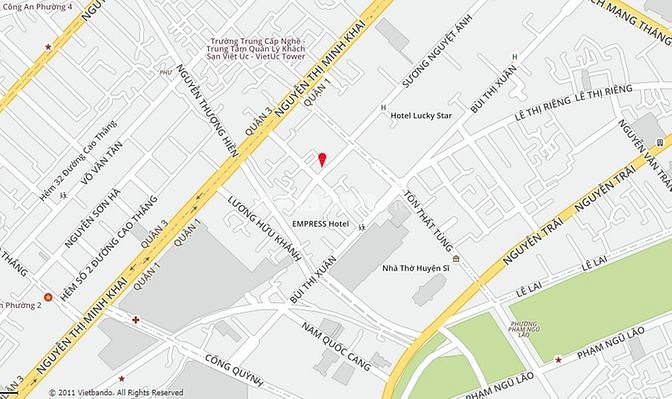 Công An Phường 4
NGUYỄN
Trường Trung Cấp Nghề -
Trung Tâm Quản Lý Khách
Sạn Việt Úc - VietÚc Tower
PHỤ
NGUYỄN THỊ MINH KHAI
QUẬN 3
QUẬN 1
SƯƠNG NGUYỆT ÁNH
CÁCH MẠNG THÁNG
H
Hotel Lucky Star
BÙI THỊ XUÂN
H
LÊ THỊ RIÊNG
LÊ THỊ RIÊNG
NGUYỄN THƯỢNG HIỀN
NGUYỄN VĂN TRÁNG
Hẻm 32 Đường Cao Thắng
VÕ VĂN TẦN
NGUYỄN SƠN HÀ
HẺM SỐ 2 ĐƯỜNG CAO THẮNG
NGUYỄN TRÃI
TÔN THẤT TÙNG
LƯƠNG HỮU KHÁNH
EMPRESS Hotel
QUẬN 3
QUẬN 1
NGUYỄN TRÃI
Nhà Thờ Huyện Sĩ
BÙI THỊ XUÂN
LÊ LAI
LÊ LAI
THẮNG
Phường 2
NAM QUỐC CANG
PHƯỜNG
PHẠM NGŨ
LÃO
NGUYỄN THỊ MINH KHAI
CỐNG QUỲNH
PHẠM NGŨ LÃO
PHẠM NGŨ LÃO
QUẬN 3
© 2011 Vietbando. All Rights Reserved